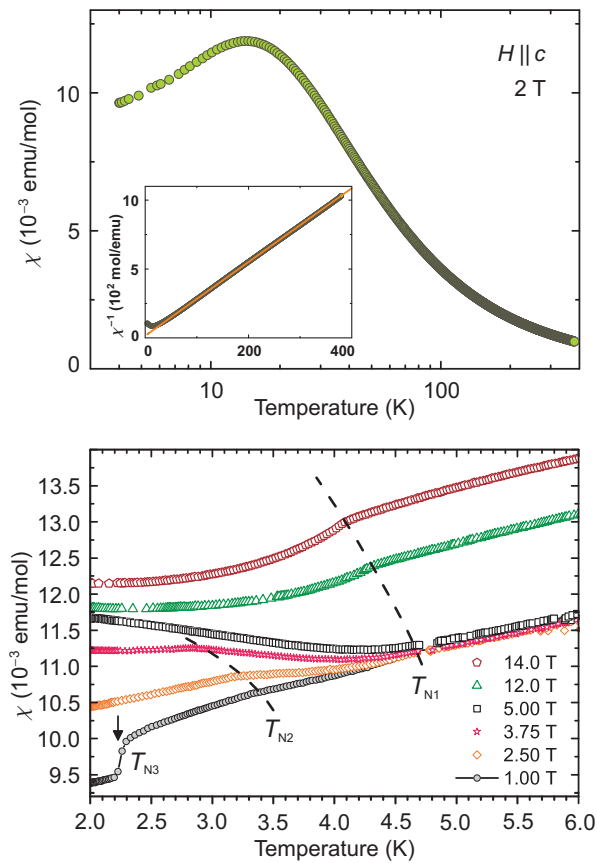 H || c
2 T
10
5
0
χ (10⁻³ emu/mol)
10
5
0
χ⁻¹ (10² mol/emu)
0
200
400
10
100
Temperature (K)
13.5
13.0
12.5
12.0
11.5
11.0
10.5
10.0
9.5
χ (10⁻³ emu/mol)
T_N1
T_N2
T_N3
14.0 T
12.0 T
5.00 T
3.75 T
2.50 T
1.00 T
2.0 2.5 3.0 3.5 4.0 4.5 5.0 5.5 6.0
Temperature (K)